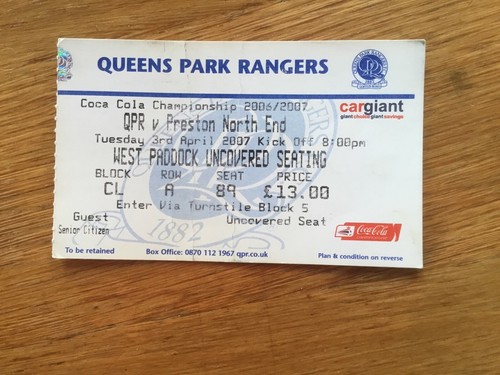 QUEENS PARK RANGERS
Coca Cola Championship 2006/2007
QPR v Preston North End
Tuesday 3rd April 2007 Kick Off 8:00pm
cargiant
giant choice giant savings
WEST PADDOCK UNCOVERED SEATING
BLOCK ROW SEAT PRICE
CL A 89 £13.00
Enter Via Turnstile Block 5
Guest Uncovered Seat
Senior Citizen
1882
Coca-Cola
To be retained Box Office: 0870 112 1967 qpr.co.uk Plan & condition on reverse